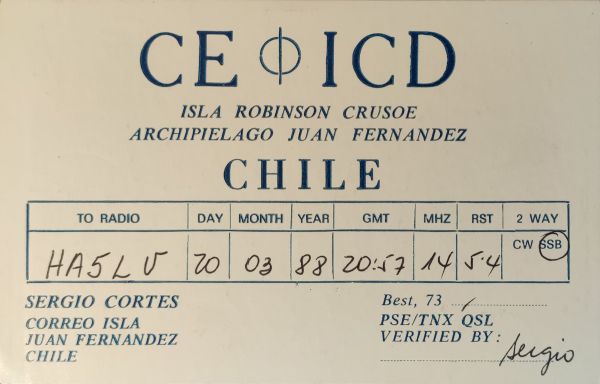 CEØICD
ISLA ROBINSON CRUSOE
ARCHIPIELAGO JUAN FERNANDEZ
CHILE
TO RADIO DAY MONTH YEAR GMT MHZ RST 2 WAY
HA5LV 20 03 88 20:57 14 5·4 CW SSB
SERGIO CORTES
CORREO ISLA
JUAN FERNANDEZ
CHILE
Best, 73
PSE/TNX QSL
VERIFIED BY:
Sergio